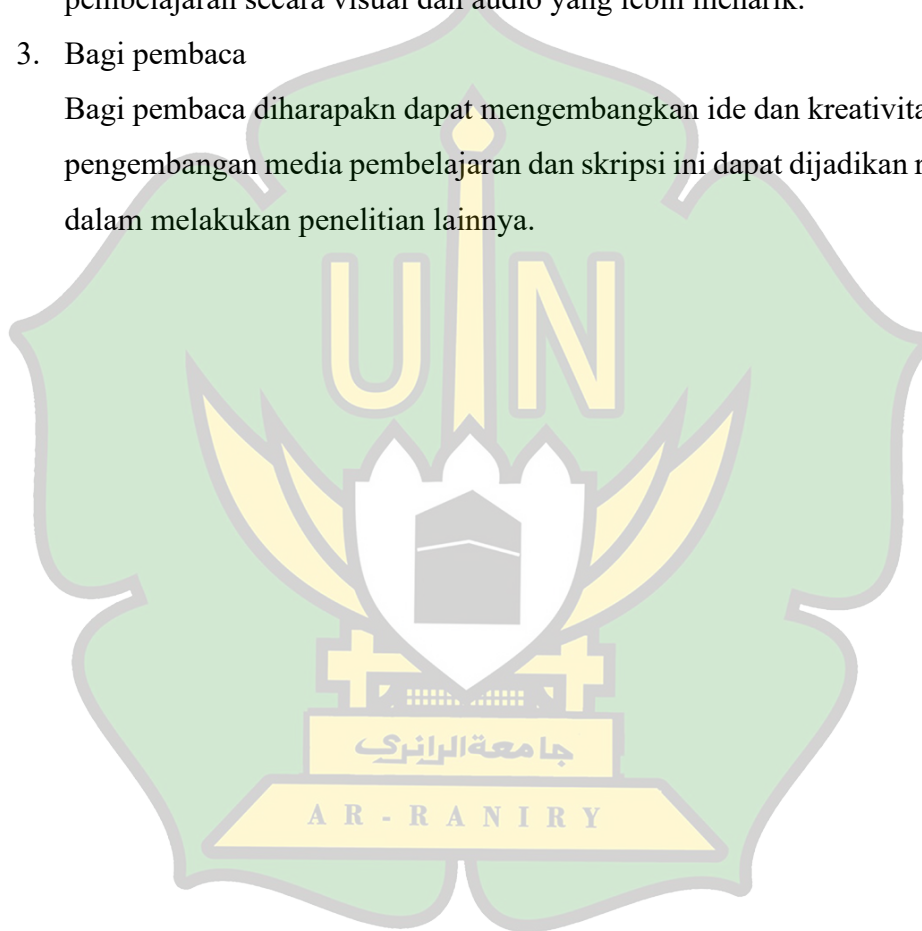 pembelajaran secara visual dan audio yang lebih menarik.
3. Bagi pembaca
Bagi pembaca diharapakn dapat mengembangkan ide dan
pengembangan media pembelajaran dan skripsi ini dapat dijadikan
dalam melakukan penelitian lainnya.
UIN
جامعة الرانري
AR-RANIRY